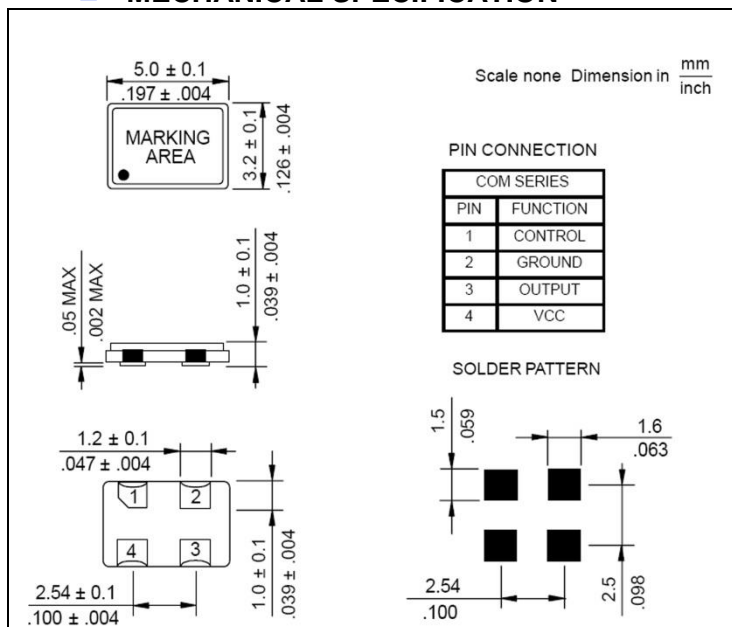 MECHANICAL SPECIFICATION
5.0 ± 0.1
.197 ± .004
MARKING
AREA
3.2 ± 0.1
.126 ± .004
Scale none Dimension in mm
inch
PIN CONNECTION
COM SERIES
PIN FUNCTION
1 CONTROL
2 GROUND
3 OUTPUT
4 VCC
.05 MAX
.002 MAX
1.0 ± 0.1
.039 ± .004
SOLDER PATTERN
1.2 ± 0.1
.047 ± .004
1 2
4 3
1.0 ± 0.1
.039 ± .004
2.54 ± 0.1
.100 ± .004
1.5
.059
1.6
.063
2.54
.100
2.5
.098